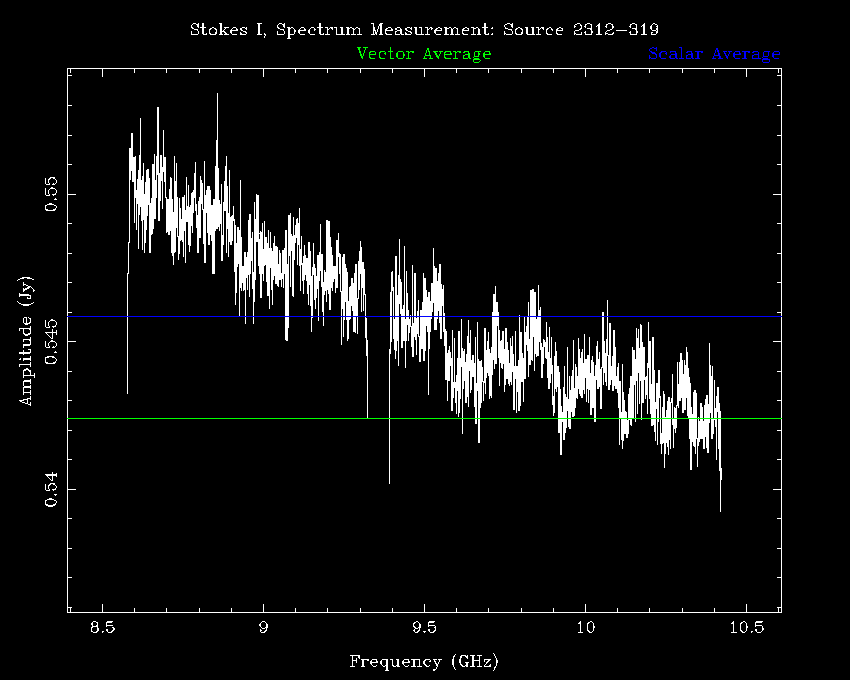 Stokes I, Spectrum Measurement: Source 2312−319
Vector Average Scalar Average
0.55
0.545
0.54
Amplitude (Jy)
8.5 9 9.5 10 10.5
Frequency (GHz)